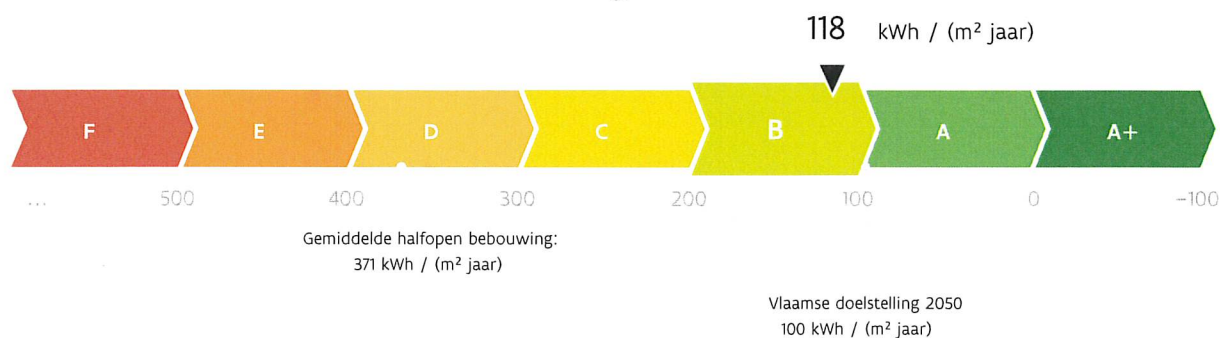 118 kWh / (m² jaar)
F E D C B A A+
... 500 400 300 200 100 0 -100
Gemiddelde halfopen bebouwing:
371 kWh / (m² jaar)
Vlaamse doelstelling 2050
100 kWh / (m² jaar)